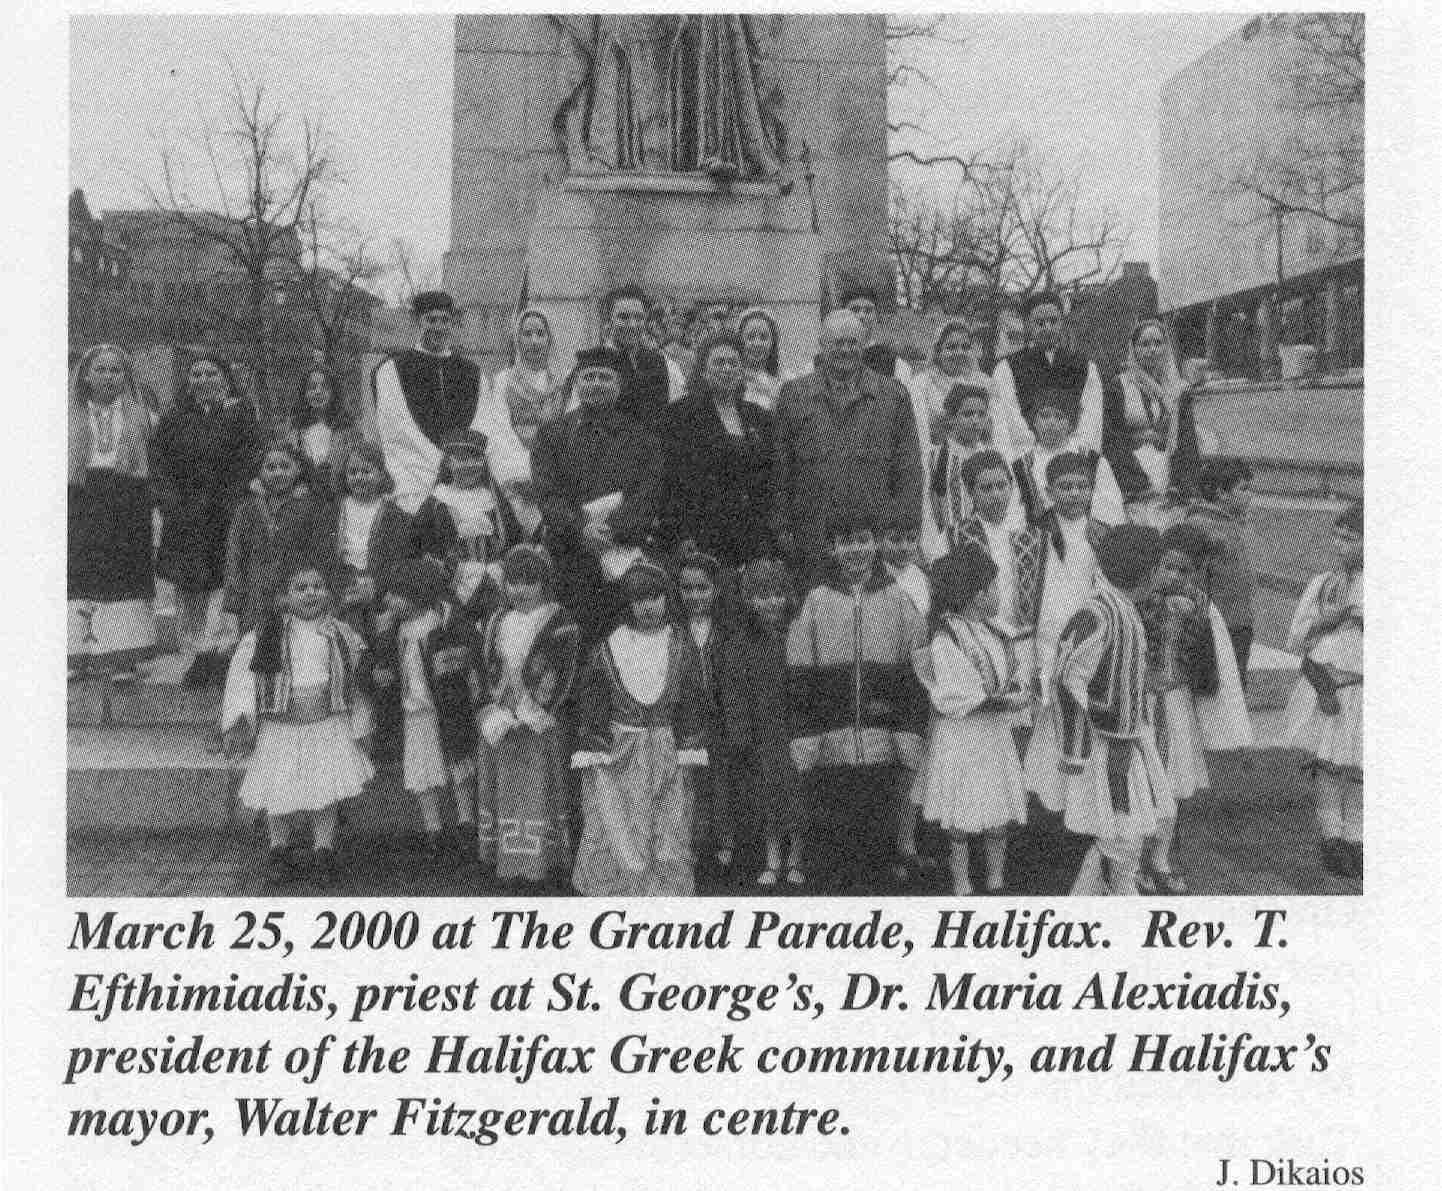 25
March 25, 2000 at The Grand Parade, Halifax. Rev. T.
Efthimiadis, priest at St. George's, Dr. Maria Alexiadis,
president of the Halifax Greek community, and Halifax's
mayor, Walter Fitzgerald, in centre.
J. Dikaios